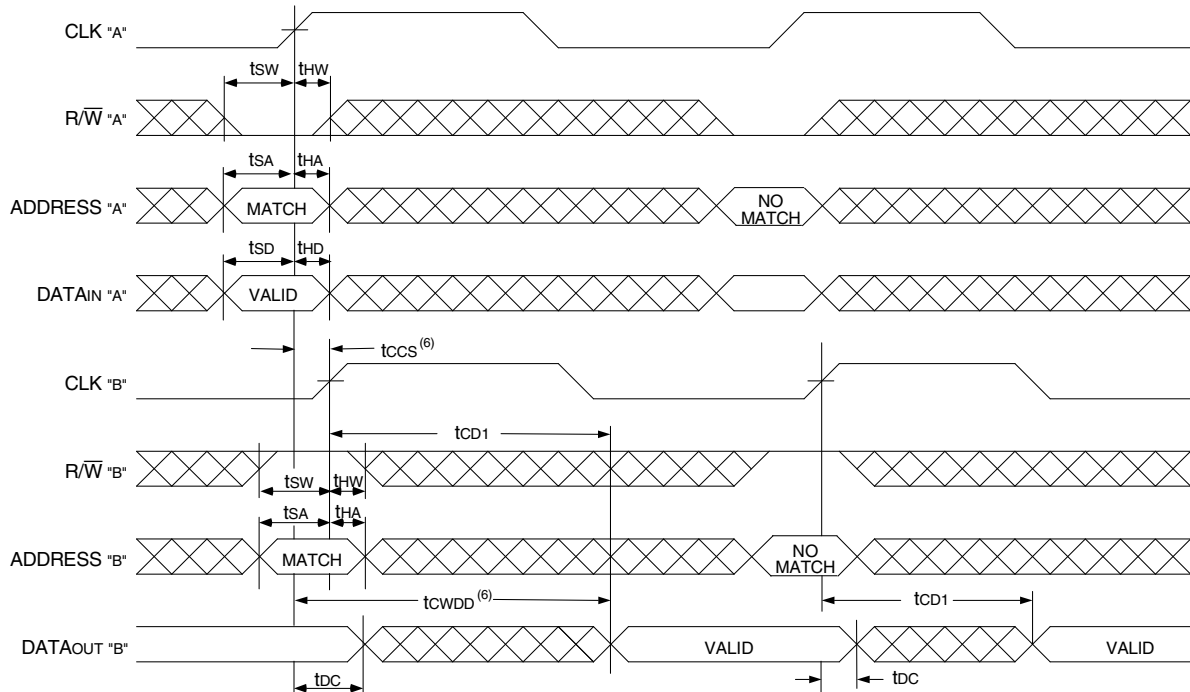 CLK "A"
tSW tHW
R/W̅ "A"
tSA tHA
ADDRESS "A" MATCH NO MATCH
tSD tHD
DATAIN "A" VALID
tCCS (6)
CLK "B"
tCD1
R/W̅ "B"
tSW tHW
tSA tHA
ADDRESS "B" MATCH NO MATCH
tCWDD (6) tCD1
DATAOUT "B" VALID VALID
tDC tDC